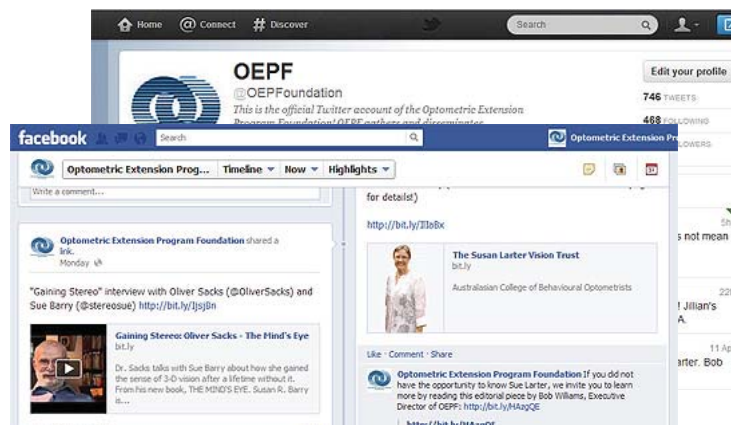 Home @ Connect # Discover Search
OEPF
@OEPFoundation
This is the official Twitter account of the Optometric Extension
Program Foundation! OEPF gathers and disseminates
Edit your profile
746 TWEETS
468 FOLLOWING
facebook Search Optometric Extension Pr
Optometric Extension Prog... Timeline Now Highlights
Write a comment...
Optometric Extension Program Foundation shared a
link.
Monday
"Gaining Stereo" interview with Oliver Sacks (@OliverSacks) and
Sue Barry (@stereosue) http://bit.ly/IjsjBn
Gaining Stereo: Oliver Sacks - The Mind's Eye
bit.ly
Dr. Sacks talks with Sue Barry about how she gained
the sense of 3-D vision after a lifetime without it.
From his new book, THE MIND'S EYE. Susan R. Barry
is...
for details!)
The Susan Larter Vision Trust
bit.ly
Australasian College of Behavioural Optometrists
Like · Comment · Share
Optometric Extension Program Foundation If you did not
have the opportunity to know Sue Larter, we invite you to learn
more by reading this editorial piece by Bob Williams, Executive
Director of OEPF: http://bit.ly/HAzgQE
s not mean
! Jillian's
A.
11 Ap
arter. Bob